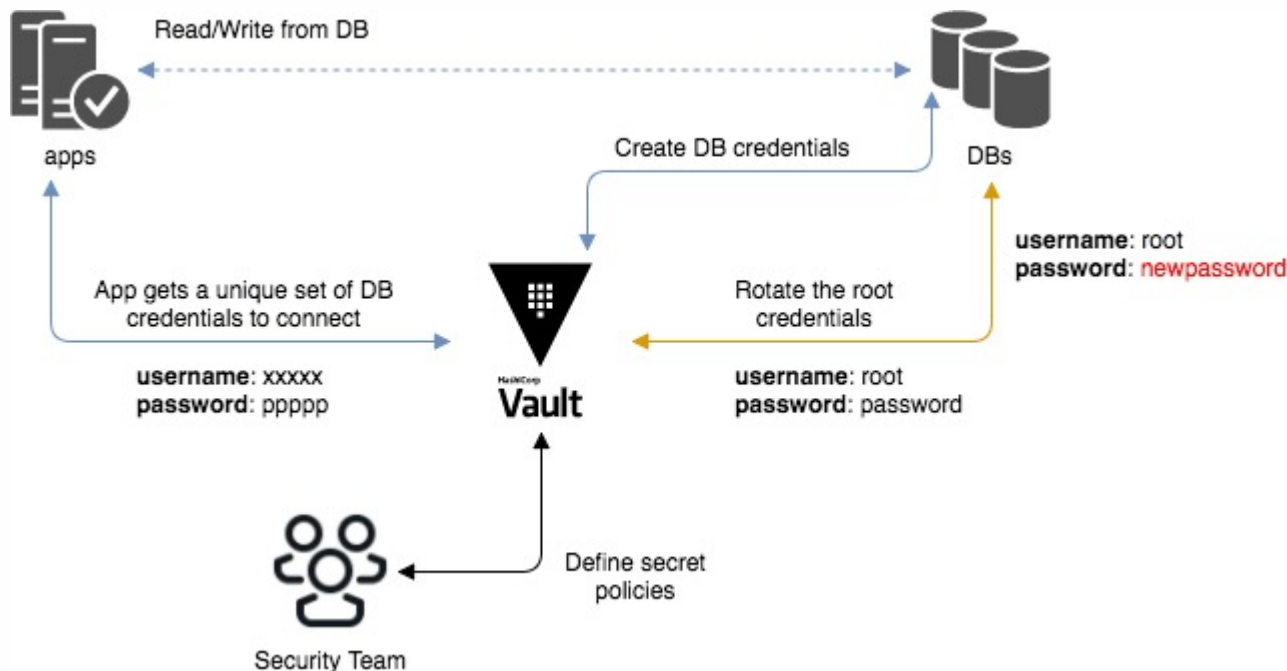 Read/Write from DB
apps
DBs
Create DB credentials
username: root
password: newpassword
App gets a unique set of DB
credentials to connect
Rotate the root
credentials
username: xxxxx
password: ppppp
HashiCorp
Vault
username: root
password: password
Define secret
policies
Security Team